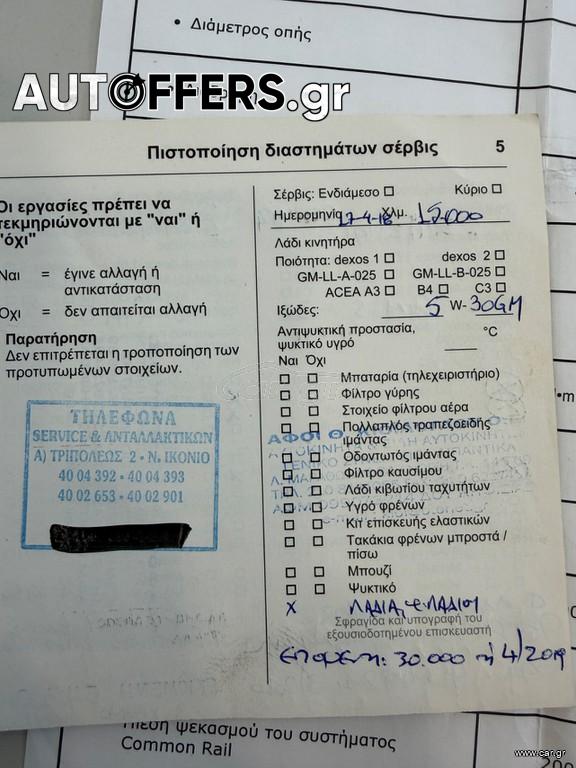 • Διάμετρος οπής
AUTOFFERS.gr
Πιστοποίηση διαστημάτων σέρβις 5
Οι εργασίες πρέπει να
τεκμηριώνονται με "ναι" ή
"όχι"
Ναι = έγινε αλλαγή ή
αντικατάσταση
Όχι = δεν απαιτείται αλλαγή
Παρατήρηση
Δεν επιτρέπεται η τροποποίηση των
προτυπωμένων στοιχείων.
ΤΗΛΕΦΩΝΑ
SERVICE & ΑΝΤΑΛΛΑΚΤΙΚΩΝ
Α) ΤΡΙΠΟΛΕΩΣ 2 - Ν. ΙΚΟΝΙΟ
40 04 392 - 40 04 393
40 02 653 - 40 02 901
Σέρβις: Ενδιάμεσο Κύριο
Ημερομηνία 17-4-18 Χλμ. 15000
Λάδι κινητήρα
Ποιότητα: dexos 1 dexos 2
GM-LL-A-025 GM-LL-B-025
ACEA A3 B4 C3
Ιξώδες: 5 W- 30GM
Αντιψυκτική προστασία,
ψυκτικό υγρό °C
Ναι Όχι
Μπαταρία (τηλεχειριστήριο)
Φίλτρο γύρης
Στοιχείο φίλτρου αέρα
Πολλαπλός τραπεζοειδής
ιμάντας
Οδοντωτός ιμάντας
Φίλτρο καυσίμου
Λάδι κιβωτίου ταχυτήτων
Υγρό φρένων
Κιτ επισκευής ελαστικών
Τακάκια φρένων μπροστά /
πίσω
Μπουζί
Ψυκτικό
X ΛΑΔΙΑ, Φ ΛΑΔΙΟΥ
Σφραγίδα και υπογραφή του
εξουσιοδοτημένου επισκευαστή
ΕΠΟΜΕΝΗ: 30.000 ή 4/2019
Πίεση ψεκασμού του συστήματος
Common Rail
www.car.gr